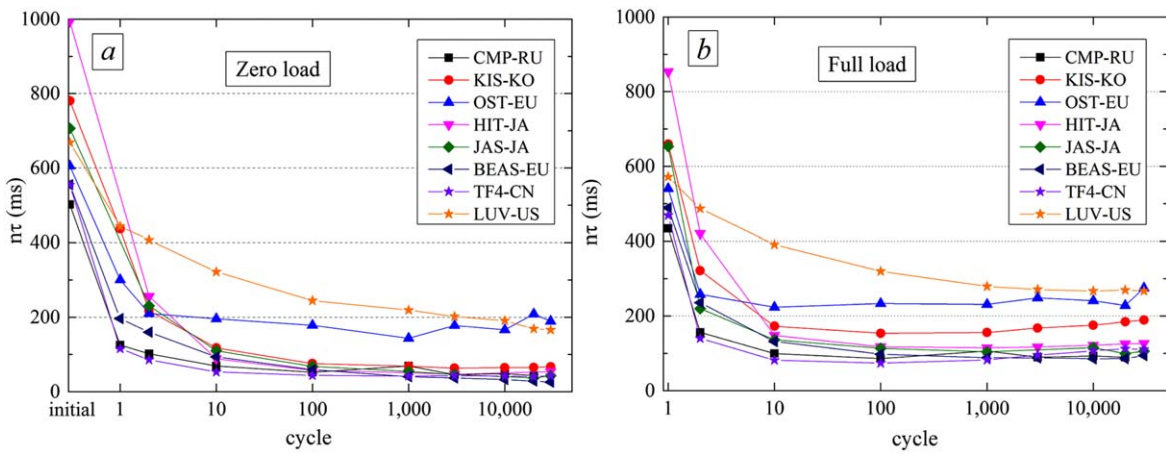 a
Zero load
CMP-RU
KIS-KO
OST-EU
HIT-JA
JAS-JA
BEAS-EU
TF4-CN
LUV-US
nτ (ms)
1000
800
600
400
200
0
initial 1 10 100 1,000 10,000
cycle
b
Full load
CMP-RU
KIS-KO
OST-EU
HIT-JA
JAS-JA
BEAS-EU
TF4-CN
LUV-US
nτ (ms)
1000
800
600
400
200
0
1 10 100 1,000 10,000
cycle